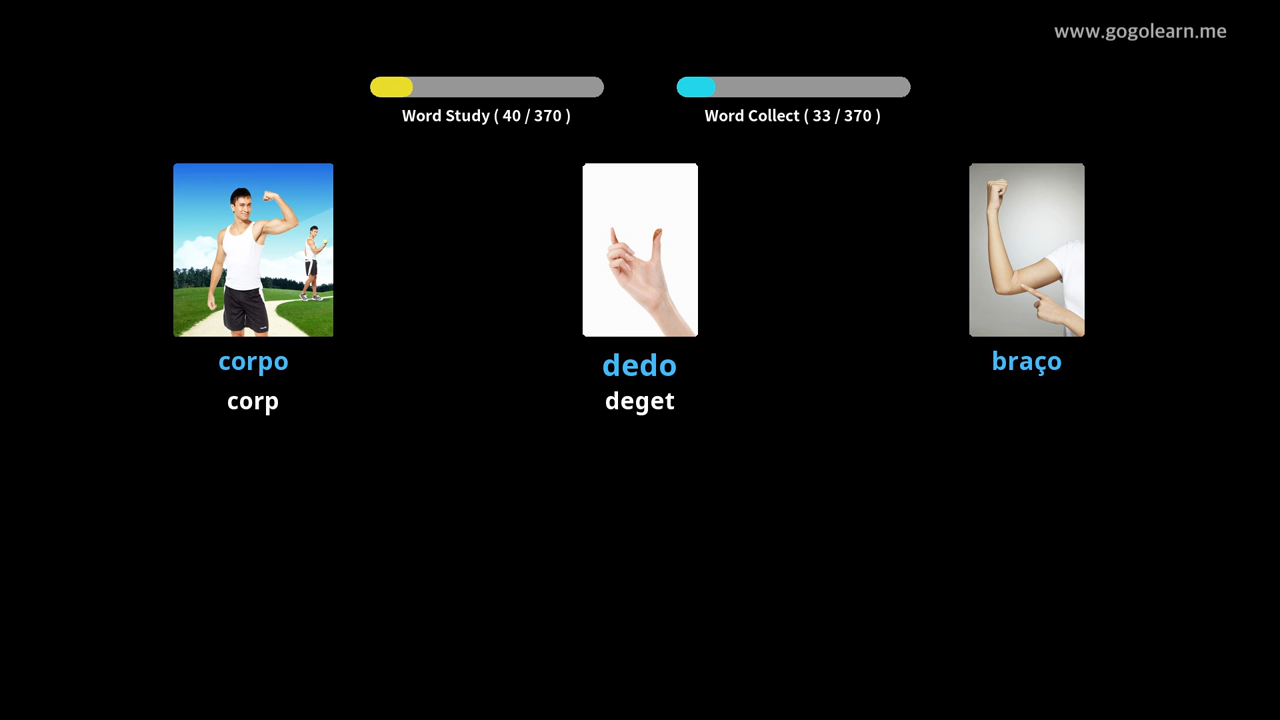 www.gogolearn.me
Word Study ( 40 / 370 )
Word Collect ( 33 / 370 )
corpo
corp
dedo
deget
braço